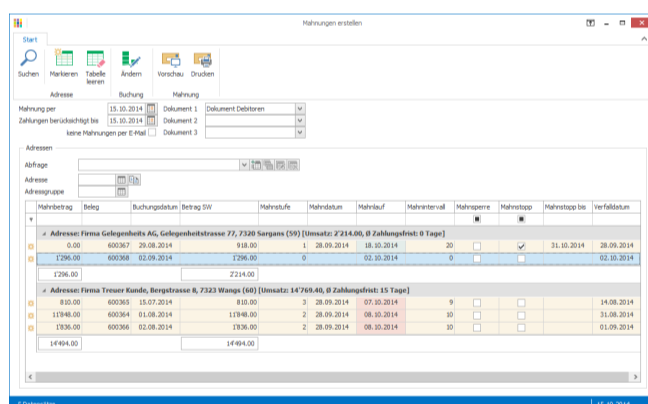 Mahnungen erstellen
Start
Suchen Markieren Tabelle leeren Ändern Vorschau Drucken
Adresse Buchung Mahnung
Mahnung per 15.10.2014 Dokument 1 Dokument Debitoren
Zahlungen berücksichtigt bis 15.10.2014 Dokument 2
keine Mahnungen per E-Mail Dokument 3
Adressen
Abfrage
Adresse
Adressgruppe
Mahnbetrag Beleg Buchungsdatum Betrag SW Mahnstufe Mahndatum Mahnlauf Mahnintervall Mahnsperre Mahnstopp Mahnstopp bis Verfalldatum
Adresse: Firma Gelegenheits AG, Gelegenheitstrasse 77, 7320 Sargans (59) [Umsatz: 2'214.00, Ø Zahlungsfrist: 0 Tage]
0.00 600367 29.08.2014 918.00 1 28.09.2014 18.10.2014 20 31.10.2014 28.09.2014
1'296.00 600368 02.09.2014 1'296.00 0 02.10.2014 0 02.10.2014
1'296.00 2'214.00
Adresse: Firma Treuer Kunde, Bergstrasse 8, 7323 Wangs (60) [Umsatz: 14'769.40, Ø Zahlungsfrist: 15 Tage]
810.00 600365 15.07.2014 810.00 3 28.09.2014 07.10.2014 9 14.08.2014
11'848.00 600364 01.08.2014 11'848.00 2 28.09.2014 08.10.2014 10 31.08.2014
1'836.00 600366 02.08.2014 1'836.00 2 28.09.2014 08.10.2014 10 01.09.2014
14'494.00 14'494.00
15.10.2014